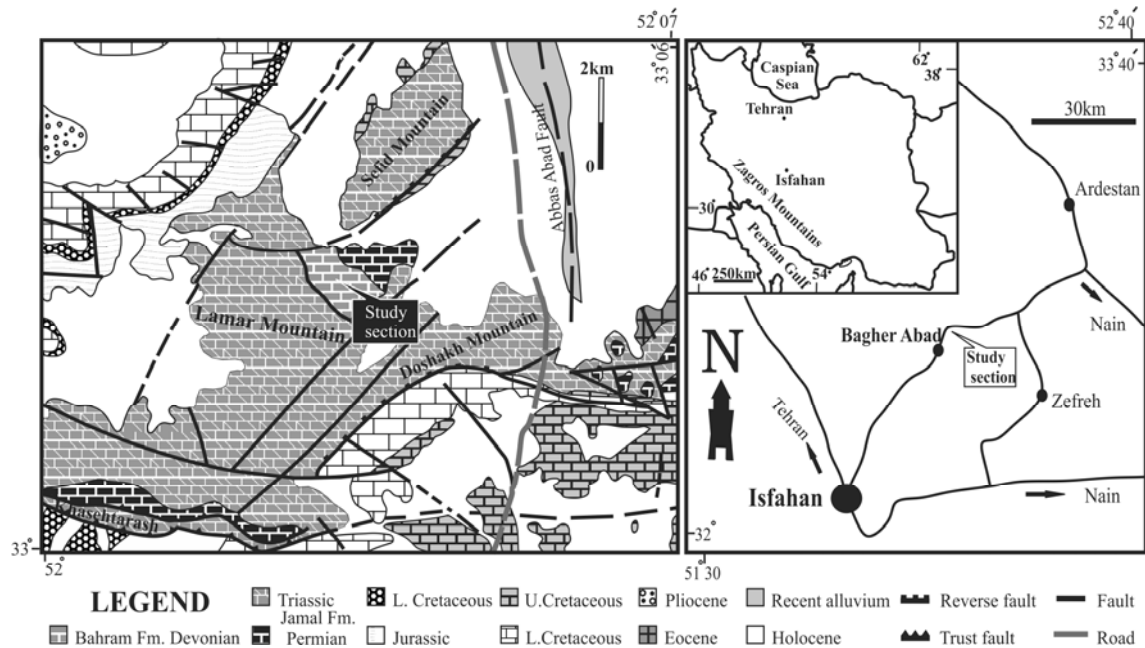 52° 07'
33° 06'
2km
0
Sefid Mountain
Abbas Abad Fault
Lamar Mountain
Study
section
Doshakh Mountain
Khashehtarash
33°
52°
52° 40'
33° 40'
62°
38°
Caspian
Sea
Tehran
Isfahan
Zagros Mountains
Persian Gulf
30°
46°
250km
54°
30km
Ardestan
Nain
Bagher Abad
Study
section
Zefreh
N
Tehran
Isfahan
Nain
32°
51° 30
LEGEND
Triassic
L. Cretaceous
U.Cretaceous
Pliocene
Recent alluvium
Reverse fault
Fault
Bahram Fm. Devonian
Jamal Fm.
Permian
Jurassic
L.Cretaceous
Eocene
Holocene
Trust fault
Road